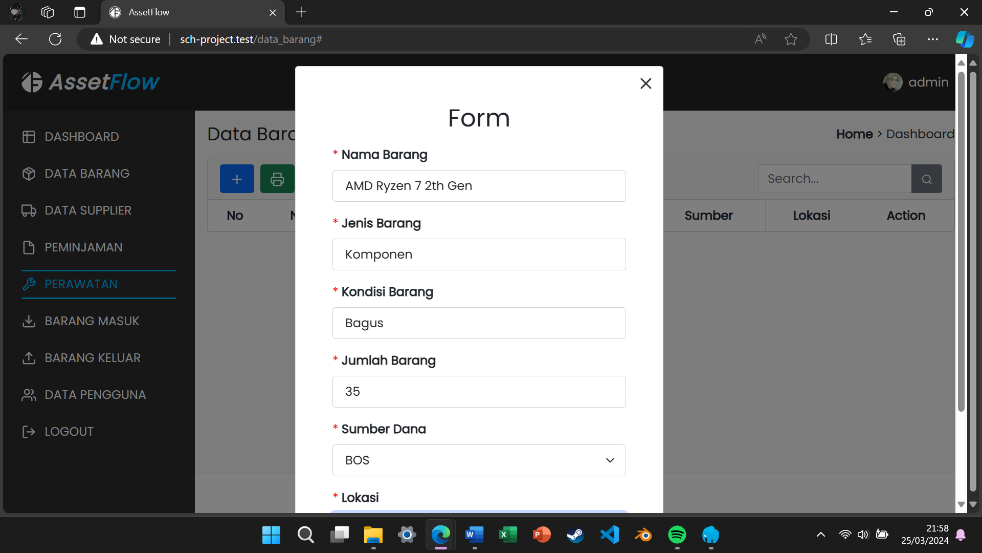 AssetFlow
Not secure
sch-project.test/data_barang#
AssetFlow
admin
DASHBOARD
DATA BARANG
DATA SUPPLIER
PEMINJAMAN
PERAWATAN
BARANG MASUK
BARANG KELUAR
DATA PENGGUNA
LOGOUT
Data Bara
Home > Dashboard
Search...
No
Sumber
Lokasi
Action
Form
* Nama Barang
AMD Ryzen 7 2th Gen
* Jenis Barang
Komponen
* Kondisi Barang
Bagus
* Jumlah Barang
35
* Sumber Dana
BOS
* Lokasi
21:58
25/03/2024